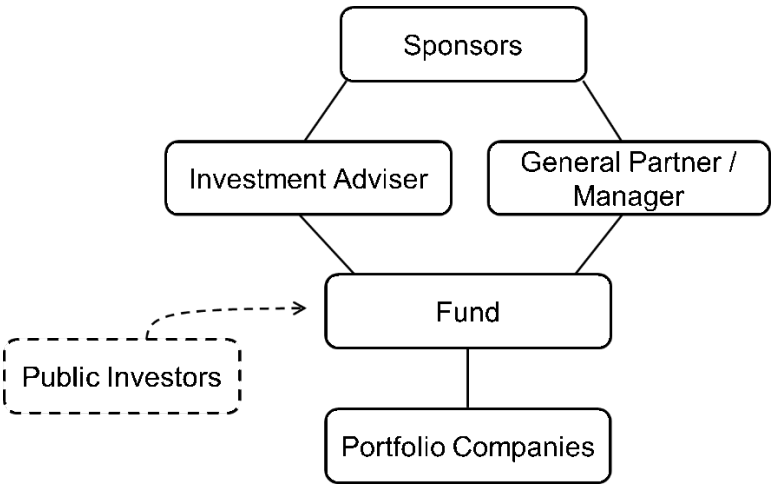 Sponsors
Investment Adviser
General Partner /
Manager
Fund
Public Investors
Portfolio Companies